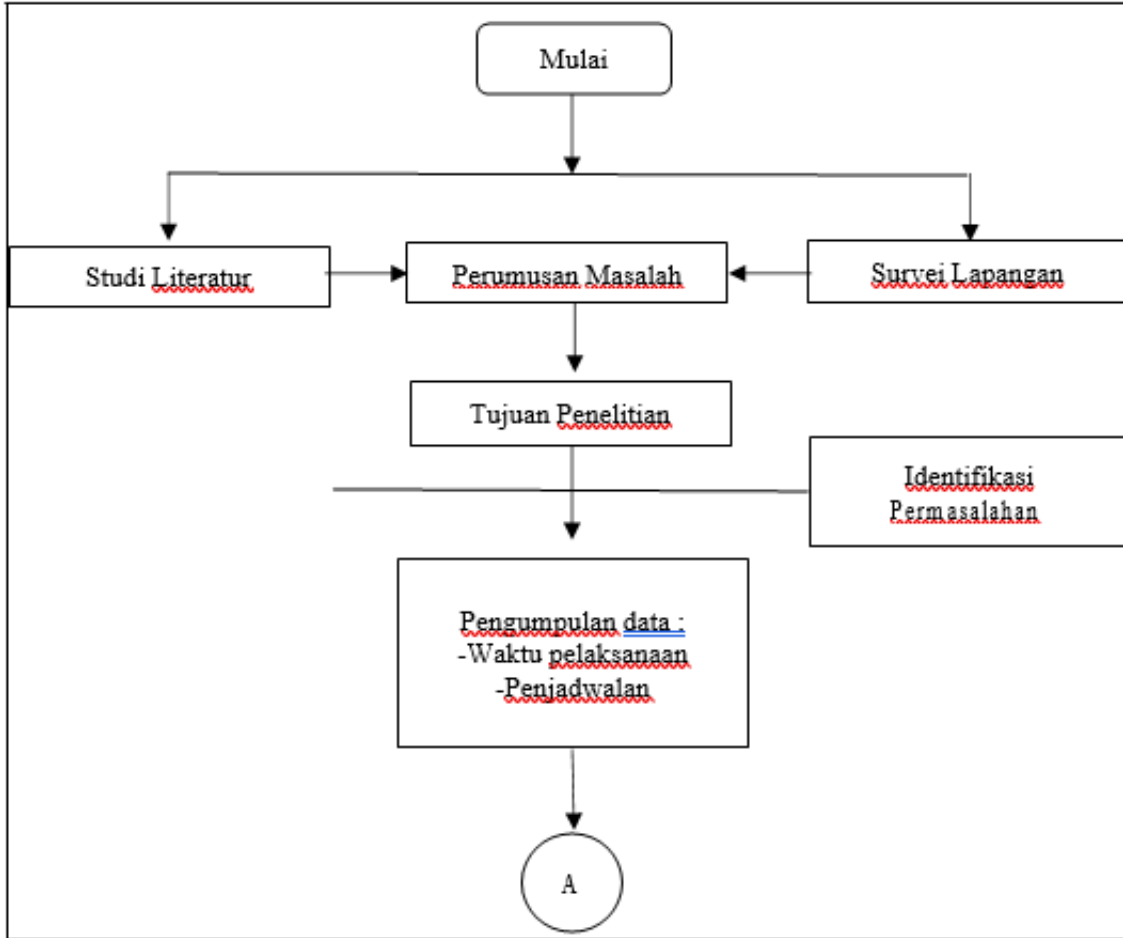 Mulai
Studi Literatur
Perumusan Masalah
Survei Lapangan
Tujuan Penelitian
Identifikasi
Permasalahan
Pengumpulan data :
-Waktu pelaksanaan
-Penjadwalan
A